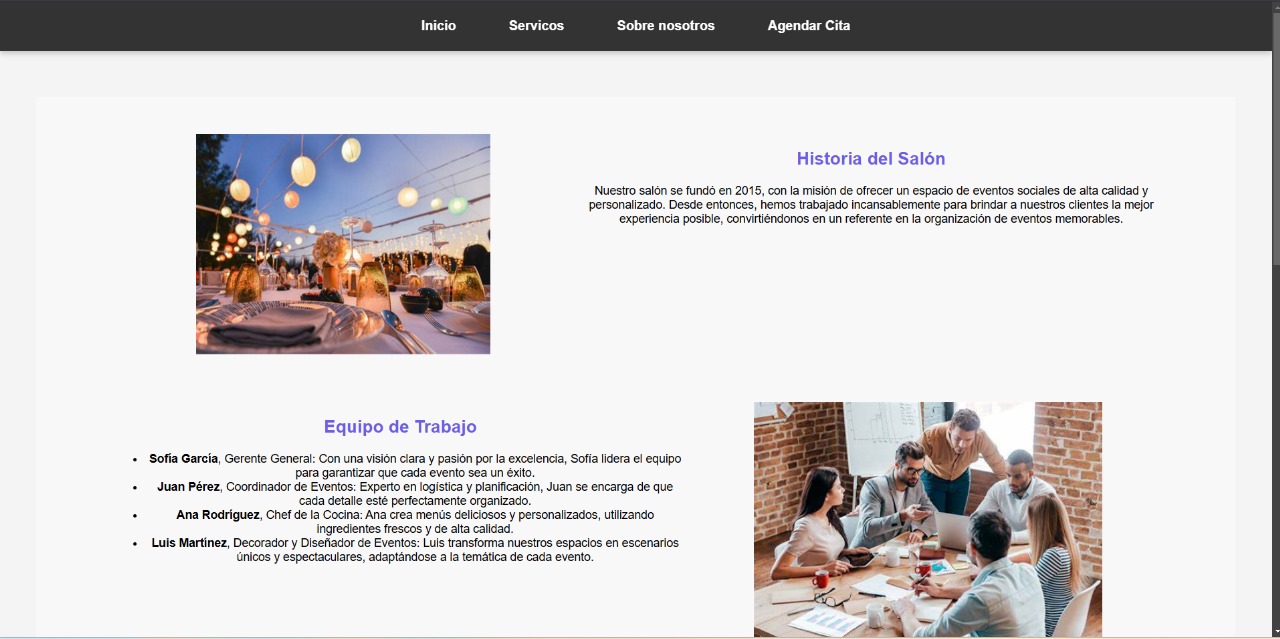 Inicio Servicos Sobre nosotros Agendar Cita
Historia del Salón
Nuestro salón se fundó en 2015, con la misión de ofrecer un espacio de eventos sociales de alta calidad y
personalizado. Desde entonces, hemos trabajado incansablemente para brindar a nuestros clientes la mejor
experiencia posible, convirtiéndonos en un referente en la organización de eventos memorables.
Equipo de Trabajo
• Sofía García, Gerente General: Con una visión clara y pasión por la excelencia, Sofía lidera el equipo
para garantizar que cada evento sea un éxito.
• Juan Pérez, Coordinador de Eventos: Experto en logística y planificación, Juan se encarga de que
cada detalle esté perfectamente organizado.
• Ana Rodríguez, Chef de la Cocina: Ana crea menús deliciosos y personalizados, utilizando
ingredientes frescos y de alta calidad.
• Luis Martínez, Decorador y Diseñador de Eventos: Luis transforma nuestros espacios en escenarios
únicos y espectaculares, adaptándose a la temática de cada evento.